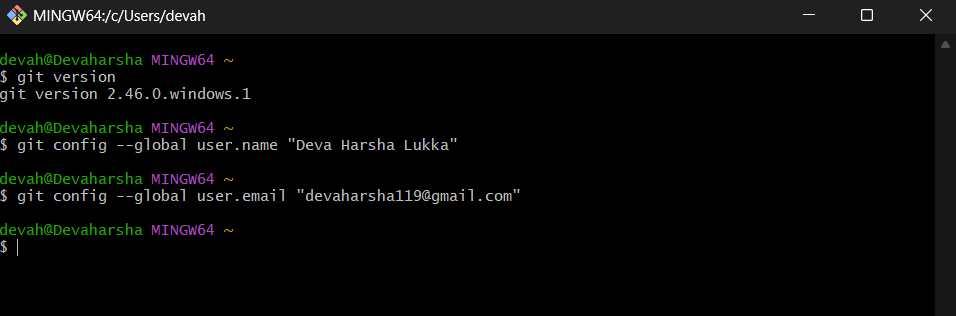 MINGW64:/c/Users/devah
devah@Devaharsha MINGW64 ~
$ git version
git version 2.46.0.windows.1
devah@Devaharsha MINGW64 ~
$ git config --global user.name "Deva Harsha Lukka"
devah@Devaharsha MINGW64 ~
$ git config --global user.email "devaharsha119@gmail.com"
devah@Devaharsha MINGW64 ~
$